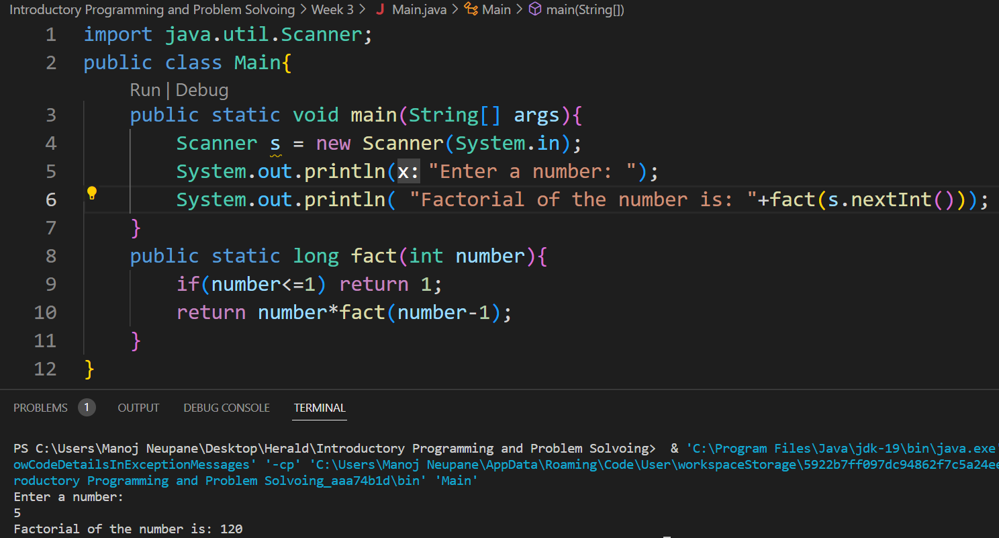 Introductory Programming and Problem Solvoing > Week 3 > J Main.java > Main > main(String[])
1 import java.util.Scanner;
2 public class Main{
Run | Debug
3 public static void main(String[] args){
4 Scanner s = new Scanner(System.in);
5 System.out.println(x: "Enter a number: ");
6 System.out.println( "Factorial of the number is: "+fact(s.nextInt()));
7 }
8 public static long fact(int number){
9 if(number<=1) return 1;
10 return number*fact(number-1);
11 }
12 }
PROBLEMS 1 OUTPUT DEBUG CONSOLE TERMINAL
PS C:\Users\Manoj Neupane\Desktop\Herald\Introductory Programming and Problem Solvoing>  & 'C:\Program Files\Java\jdk-19\bin\java.exe'
owCodeDetailsInExceptionMessages' '-cp' 'C:\Users\Manoj Neupane\AppData\Roaming\Code\User\workspaceStorage\5922b7ff097dc94862f7c5a24ee
roductory Programming and Problem Solvoing_aaa74b1d\bin' 'Main'
Enter a number:
5
Factorial of the number is: 120